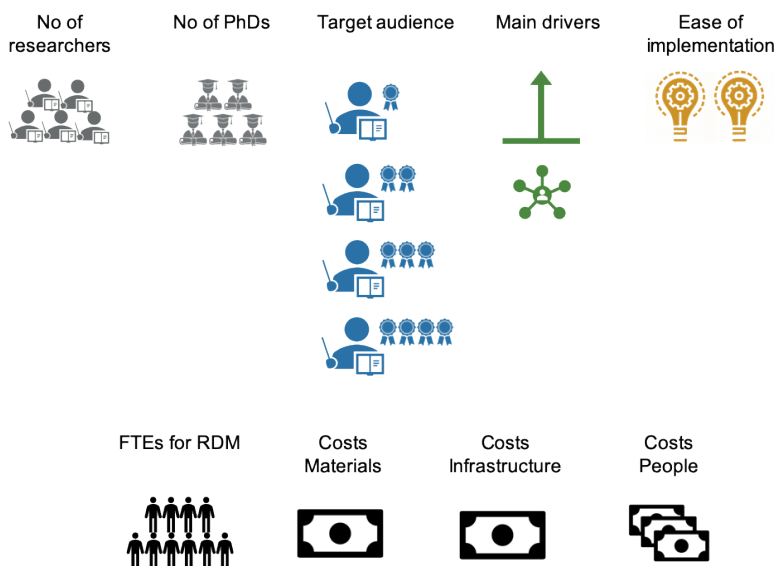 No of
researchers
No of PhDs
Target audience
Main drivers
Ease of
implementation
FTEs for RDM
Costs
Materials
Costs
Infrastructure
Costs
People